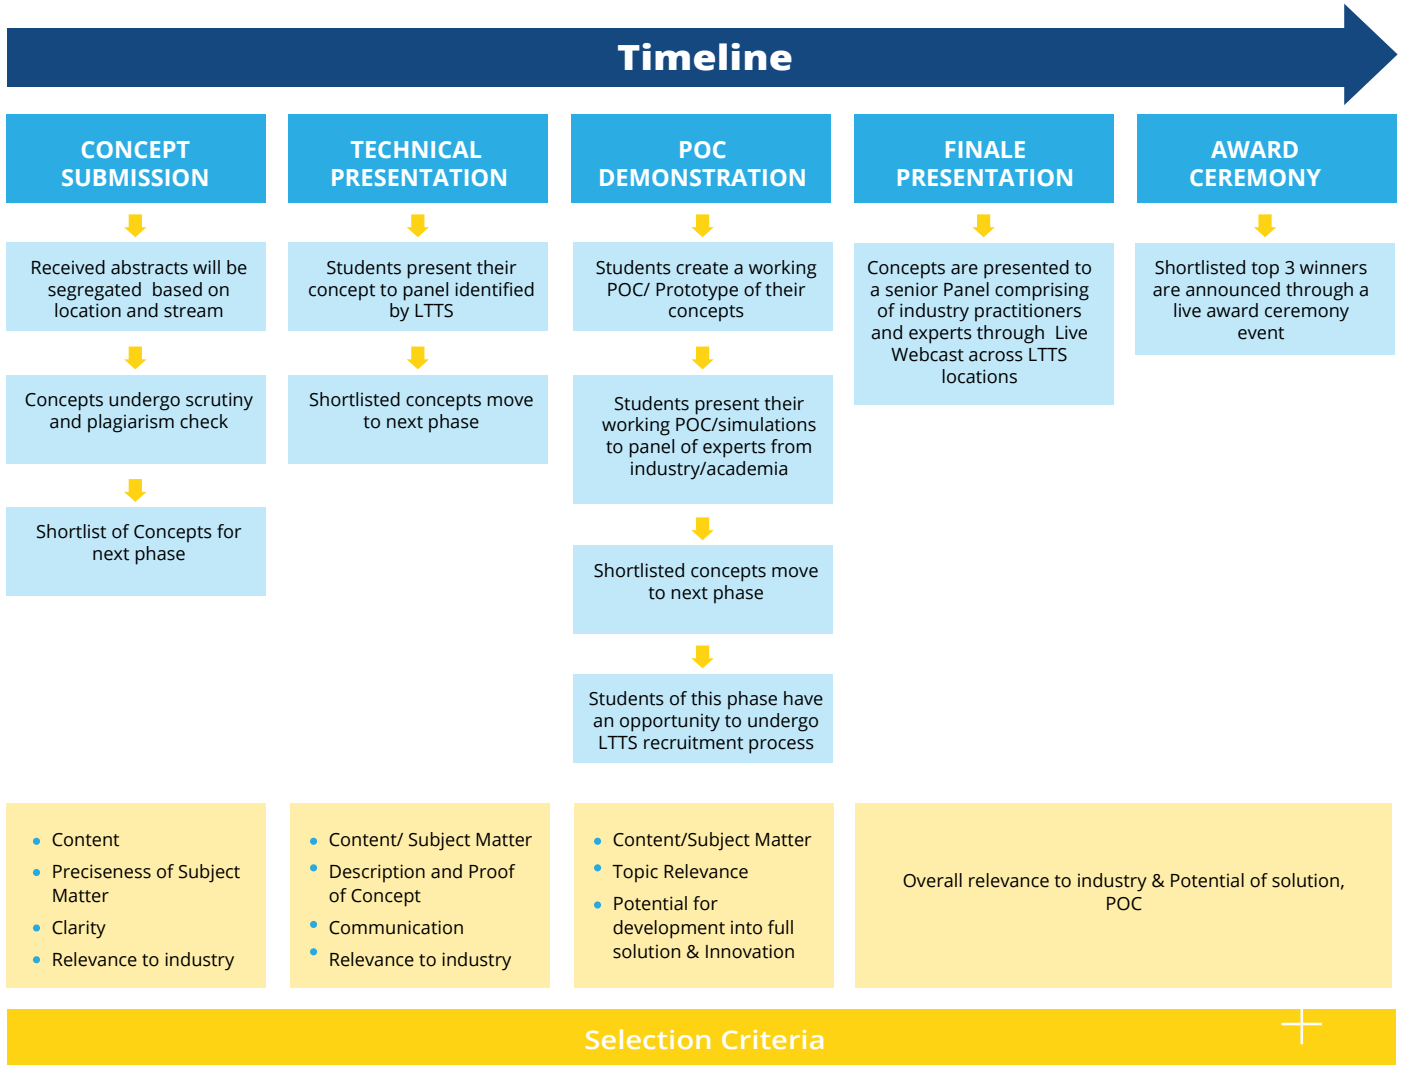 Timeline
CONCEPT
SUBMISSION
Received abstracts will be
segregated  based on
location and stream
Concepts undergo scrutiny
and plagiarism check
Shortlist of Concepts for
next phase
TECHNICAL
PRESENTATION
Students present their
concept to panel identified
by LTTS
Shortlisted concepts move
to next phase
POC
DEMONSTRATION
Students create a working
POC/ Prototype of their
concepts
Students present their
working POC/simulations
to panel of experts from
industry/academia
Shortlisted concepts move
to next phase
Students of this phase have
an opportunity to undergo
LTTS recruitment process
FINALE
PRESENTATION
Concepts are presented to
a senior Panel comprising
of industry practitioners
and experts through  Live
Webcast across LTTS
locations
AWARD
CEREMONY
Shortlisted top 3 winners
are announced through a
live award ceremony
event
• Content
• Preciseness of Subject
Matter
• Clarity
• Relevance to industry
• Content/ Subject Matter
• Description and Proof
of Concept
• Communication
• Relevance to industry
• Content/Subject Matter
• Topic Relevance
• Potential for
development into full
solution & Innovation
Overall relevance to industry & Potential of solution,
POC
Selection Criteria